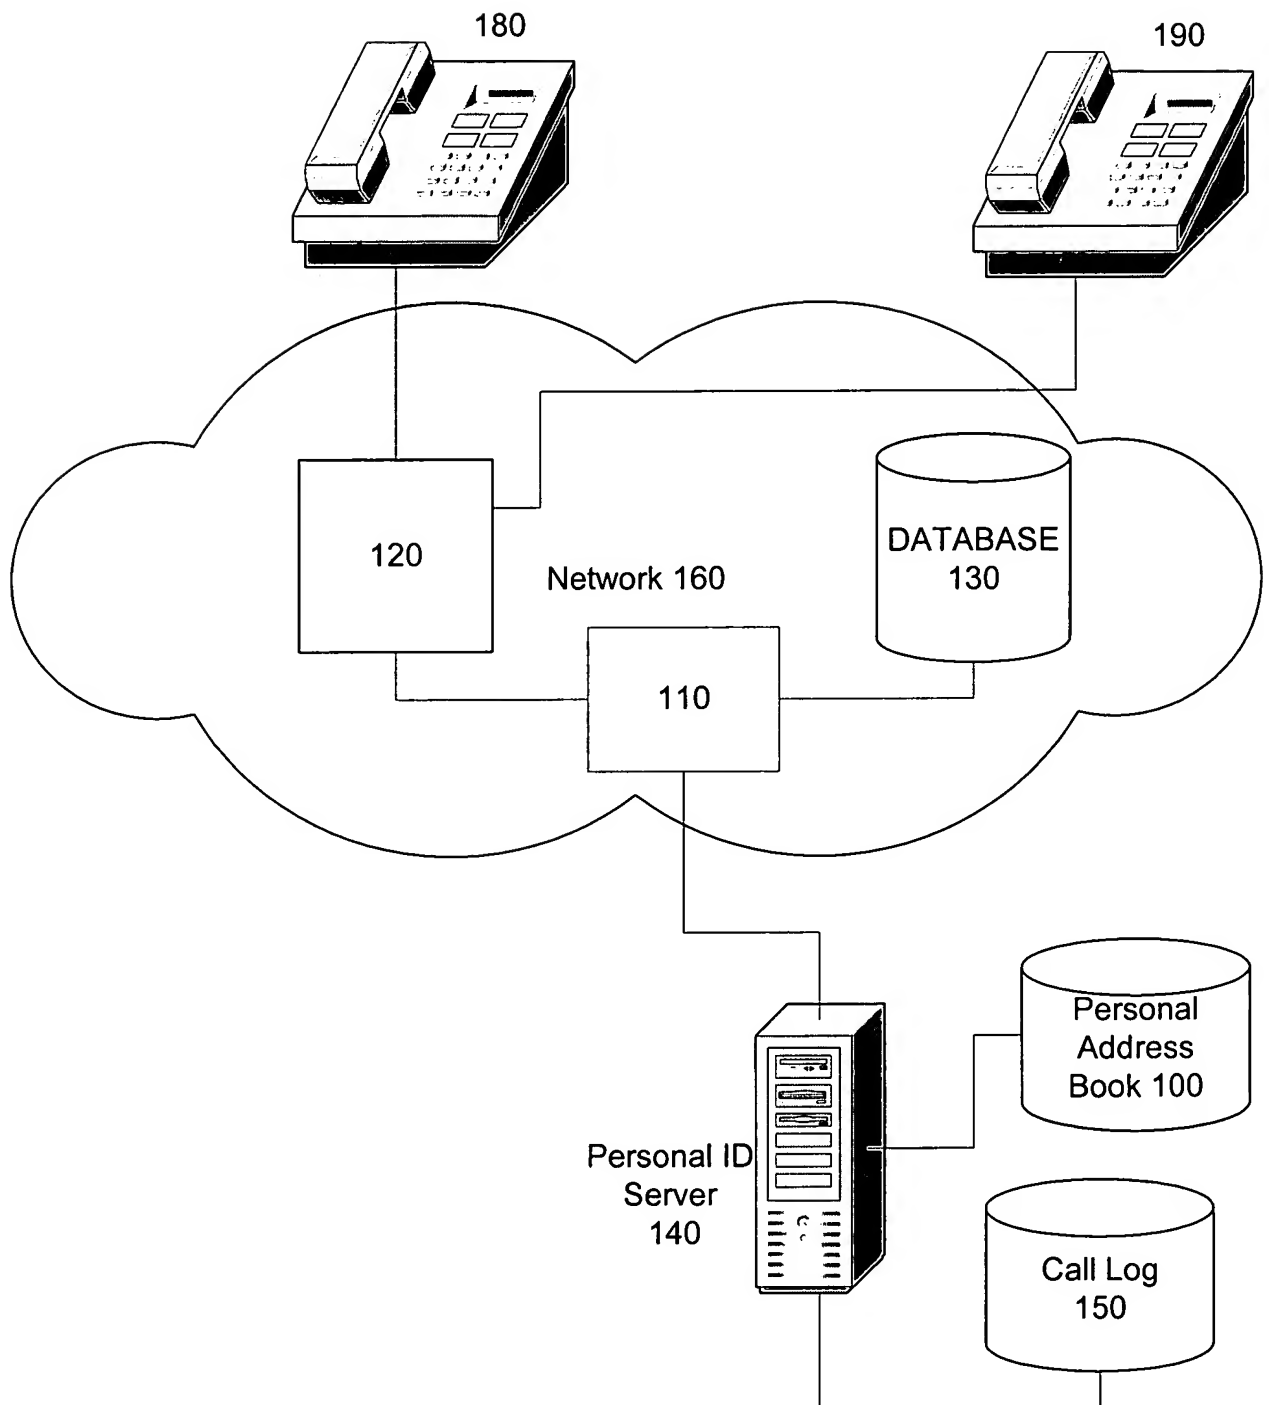 180
190
120
Network 160
DATABASE
130
110
Personal
Address
Book 100
Personal ID
Server
140
Call Log
150